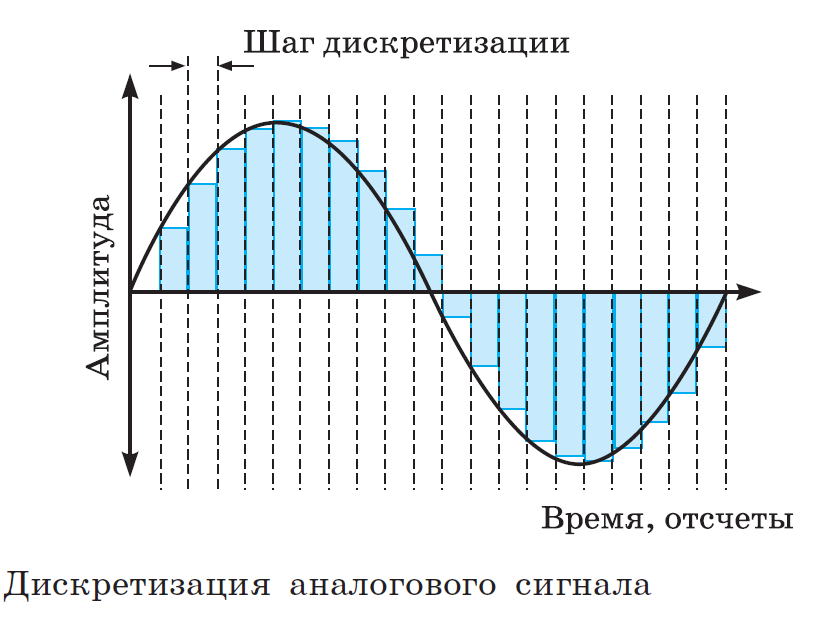 Шаг дискретизации
Амплитуда
Время, отсчеты
Дискретизация аналогового сигнала